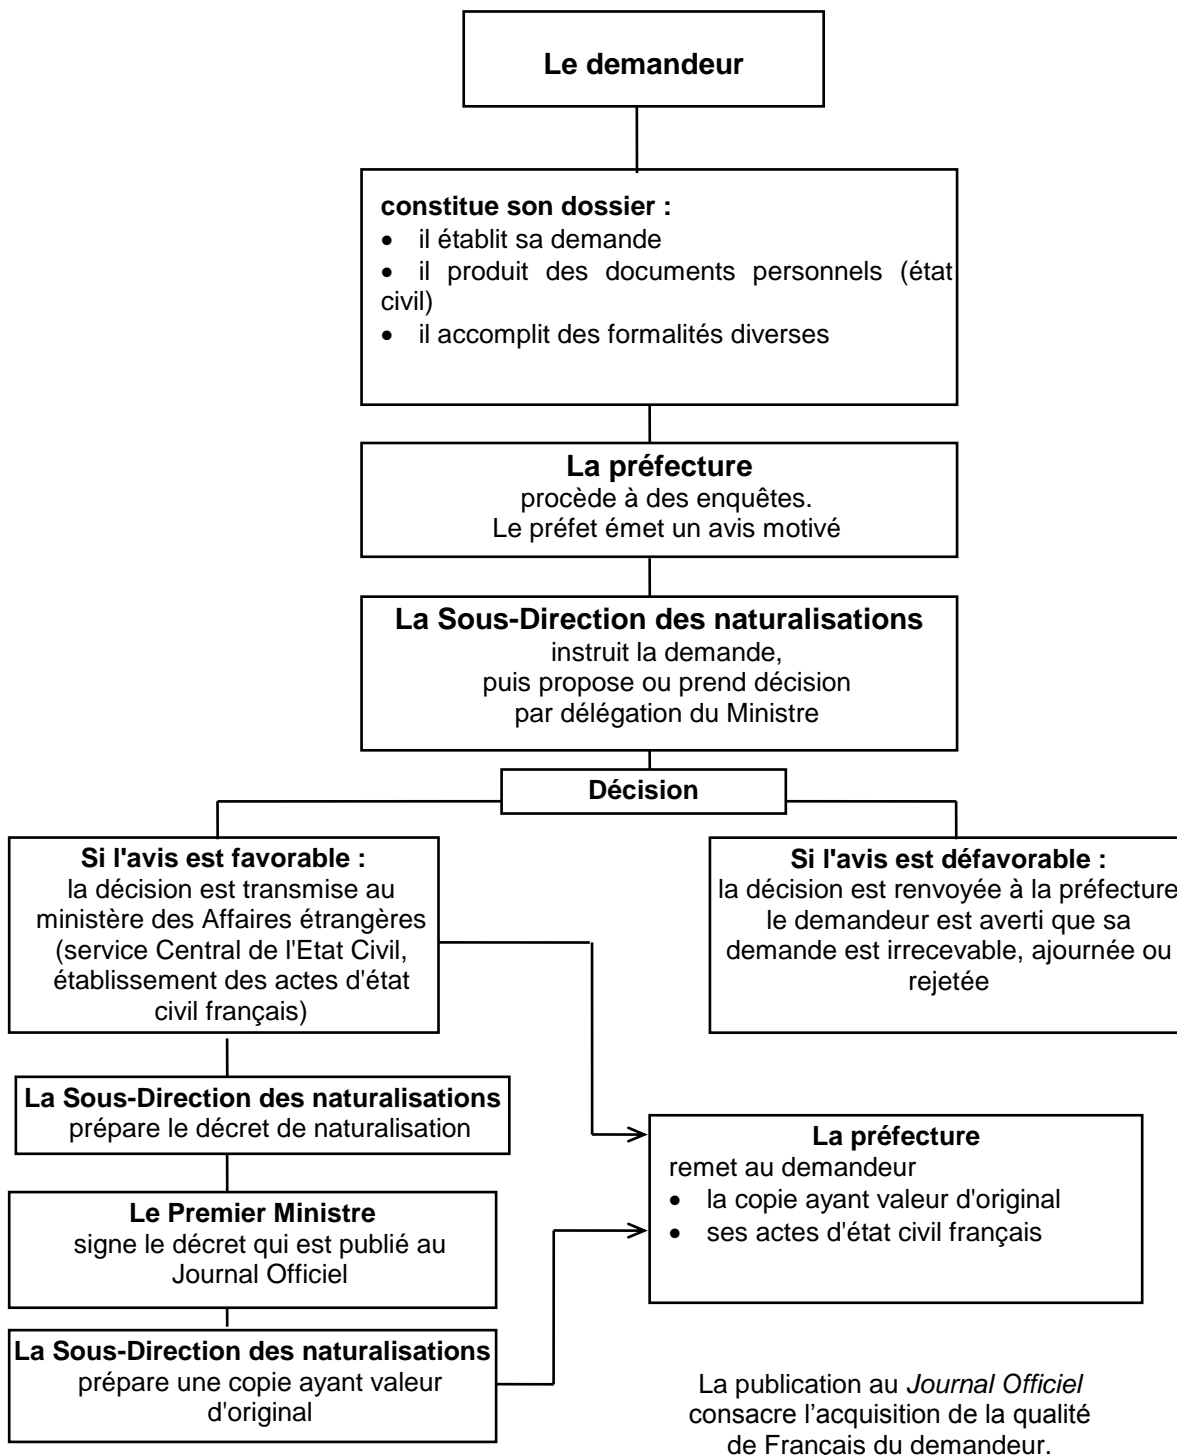 Le demandeur
constitue son dossier :
• il établit sa demande
• il produit des documents personnels (état
civil)
• il accomplit des formalités diverses
La préfecture
procède à des enquêtes.
Le préfet émet un avis motivé
La Sous-Direction des naturalisations
instruit la demande,
puis propose ou prend décision
par délégation du Ministre
Décision
Si l'avis est favorable :
la décision est transmise au
ministère des Affaires étrangères
(service Central de l'Etat Civil,
établissement des actes d'état
civil français)
Si l'avis est défavorable :
la décision est renvoyée à la préfecture
le demandeur est averti que sa
demande est irrecevable, ajournée ou
rejetée
La Sous-Direction des naturalisations
prépare le décret de naturalisation
Le Premier Ministre
signe le décret qui est publié au
Journal Officiel
La Sous-Direction des naturalisations
prépare une copie ayant valeur
d'original
La préfecture
remet au demandeur
• la copie ayant valeur d'original
• ses actes d'état civil français
La publication au Journal Officiel
consacre l’acquisition de la qualité
de Français du demandeur.